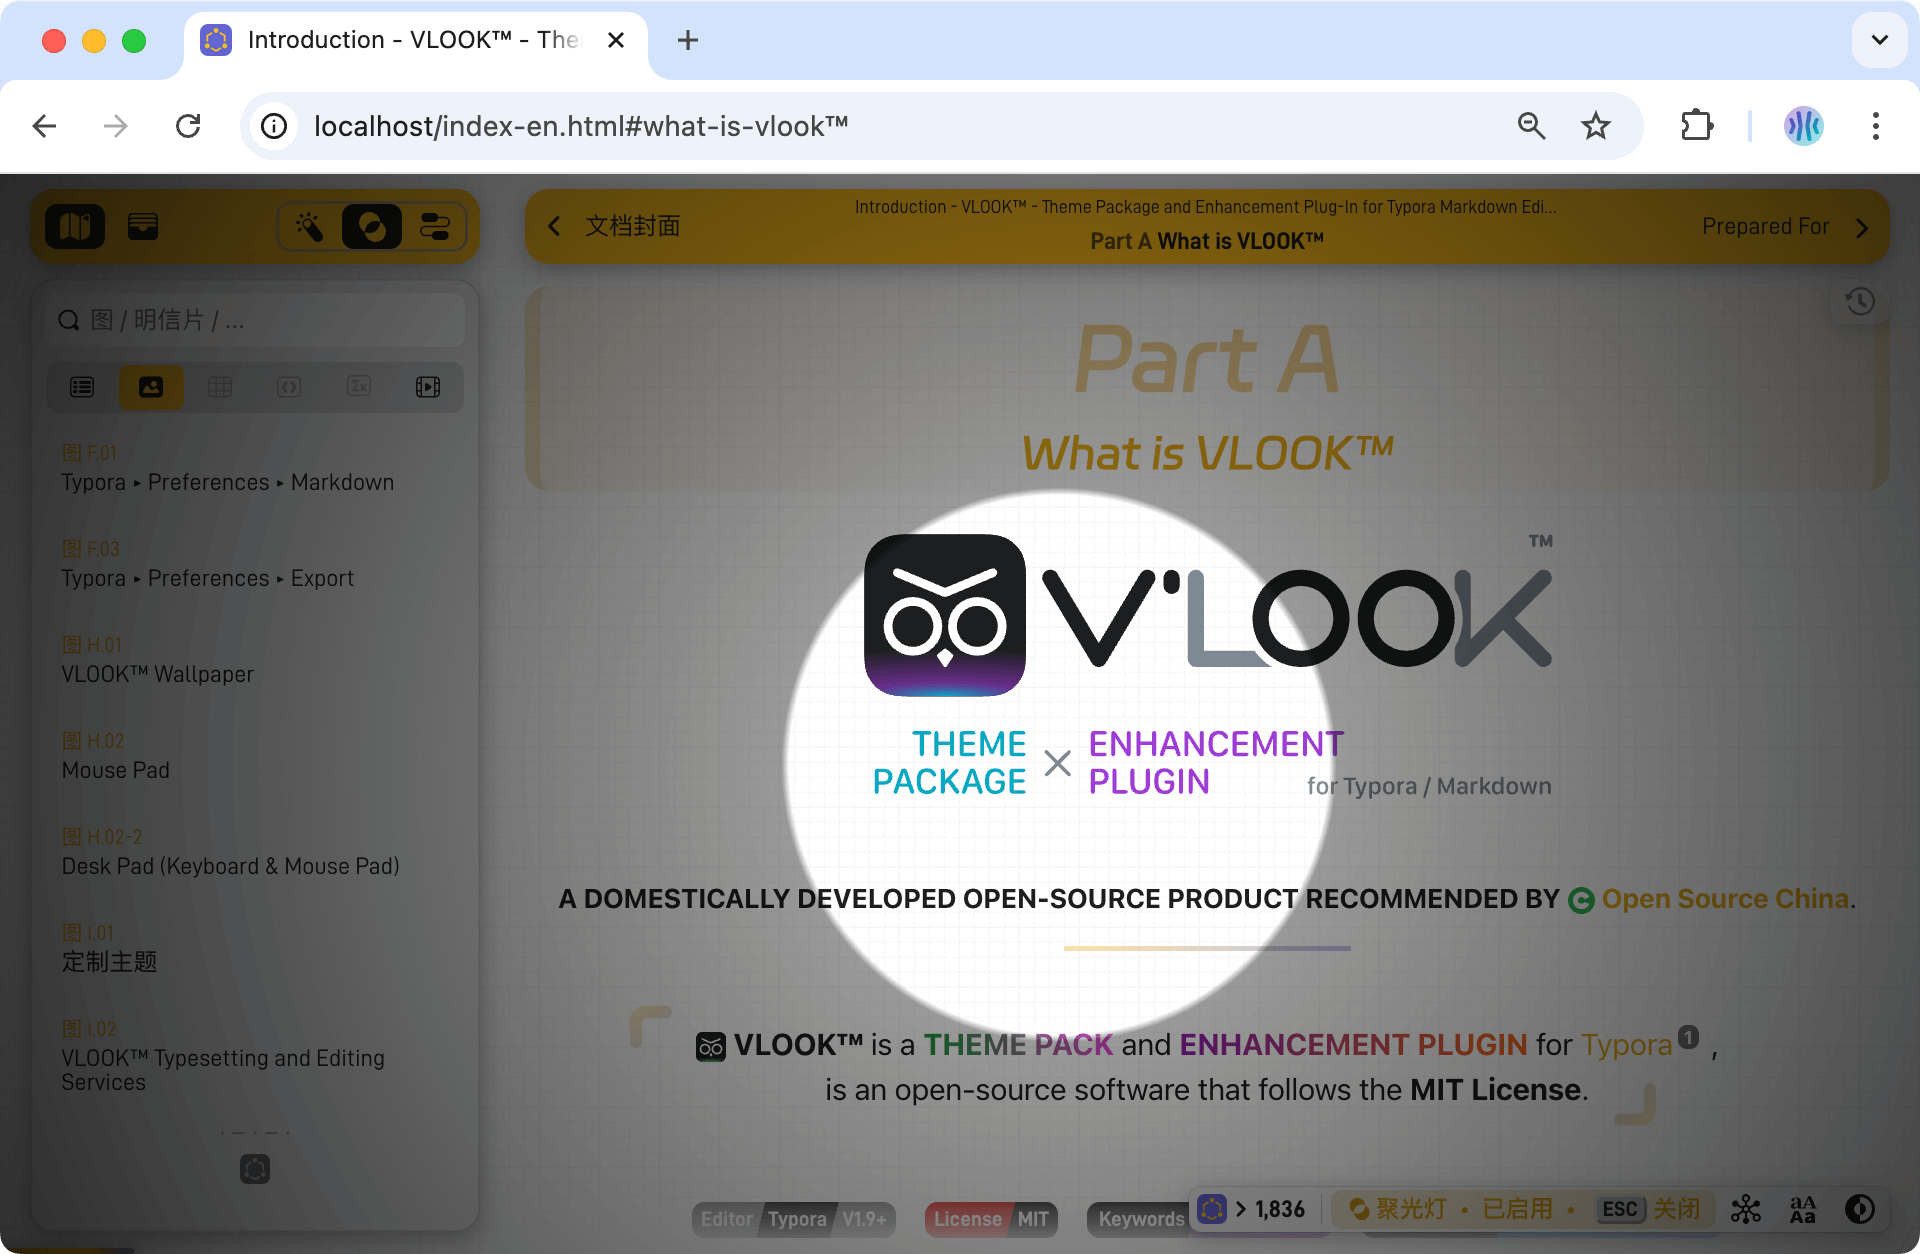 Introduction - VLOOK™ - The
localhost/index-en.html#what-is-vlook™
文档封面
Introduction - VLOOK™ - Theme Package and Enhancement Plug-In for Typora Markdown Edi...
Part A What is VLOOK™
Prepared For
图 / 明信片 / ...
图 F.01
Typora ▸ Preferences ▸ Markdown
图 F.03
Typora ▸ Preferences ▸ Export
图 H.01
VLOOK™ Wallpaper
图 H.02
Mouse Pad
图 H.02-2
Desk Pad (Keyboard & Mouse Pad)
图 I.01
定制主题
图 I.02
VLOOK™ Typesetting and Editing
Services
Part A
What is VLOOK™
V'LOOK™
THEME
PACKAGE
×
ENHANCEMENT
PLUGIN
for Typora / Markdown
A DOMESTICALLY DEVELOPED OPEN-SOURCE PRODUCT RECOMMENDED BY Open Source China.
VLOOK™ is a THEME PACK and ENHANCEMENT PLUGIN for Typora 1 ,
is an open-source software that follows the MIT License.
Editor Typora V1.9+
License MIT
Keywords
> 1,836
聚光灯 • 已启用 • ESC 关闭
aA
Aa